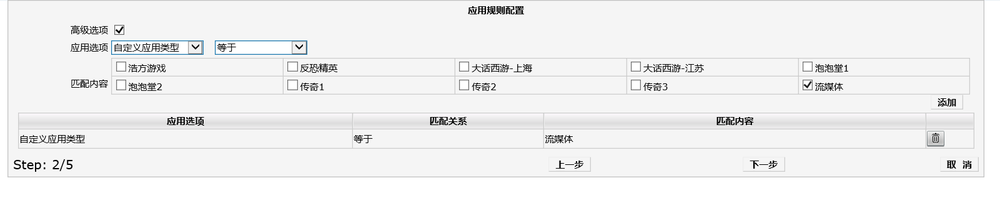 应用规则配置
高级选项
应用选项 自定义应用类型 等于
浩方游戏 反恐精英 大话西游-上海 大话西游-江苏 泡泡堂1
匹配内容
泡泡堂2 传奇1 传奇2 传奇3 流媒体
添加
应用选项 匹配关系 匹配内容
自定义应用类型 等于 流媒体
Step: 2/5 上一步 下一步 取 消